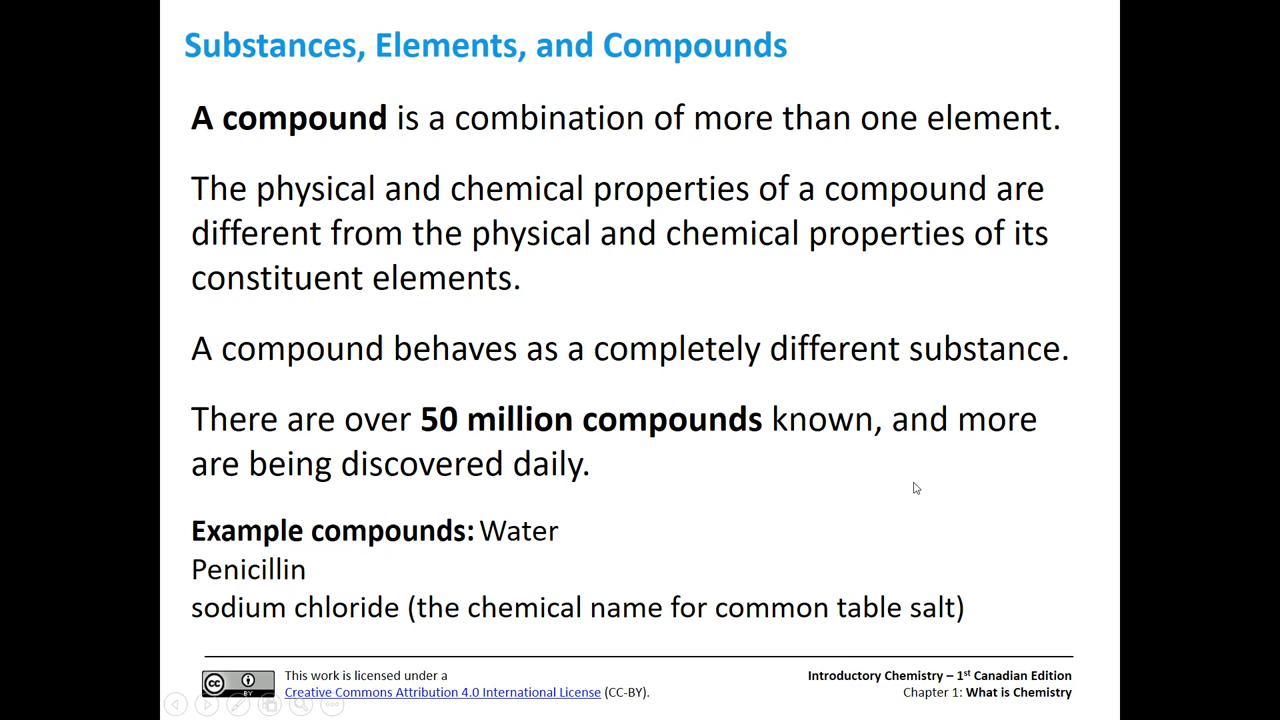 Substances, Elements, and Compounds
A compound is a combination of more than one element.
The physical and chemical properties of a compound are
different from the physical and chemical properties of its
constituent elements.
A compound behaves as a completely different substance.
There are over 50 million compounds known, and more
are being discovered daily.
Example compounds: Water
Penicillin
sodium chloride (the chemical name for common table salt)
cc BY
This work is licensed under a
Creative Commons Attribution 4.0 International License (CC-BY).
Introductory Chemistry – 1st Canadian Edition
Chapter 1: What is Chemistry